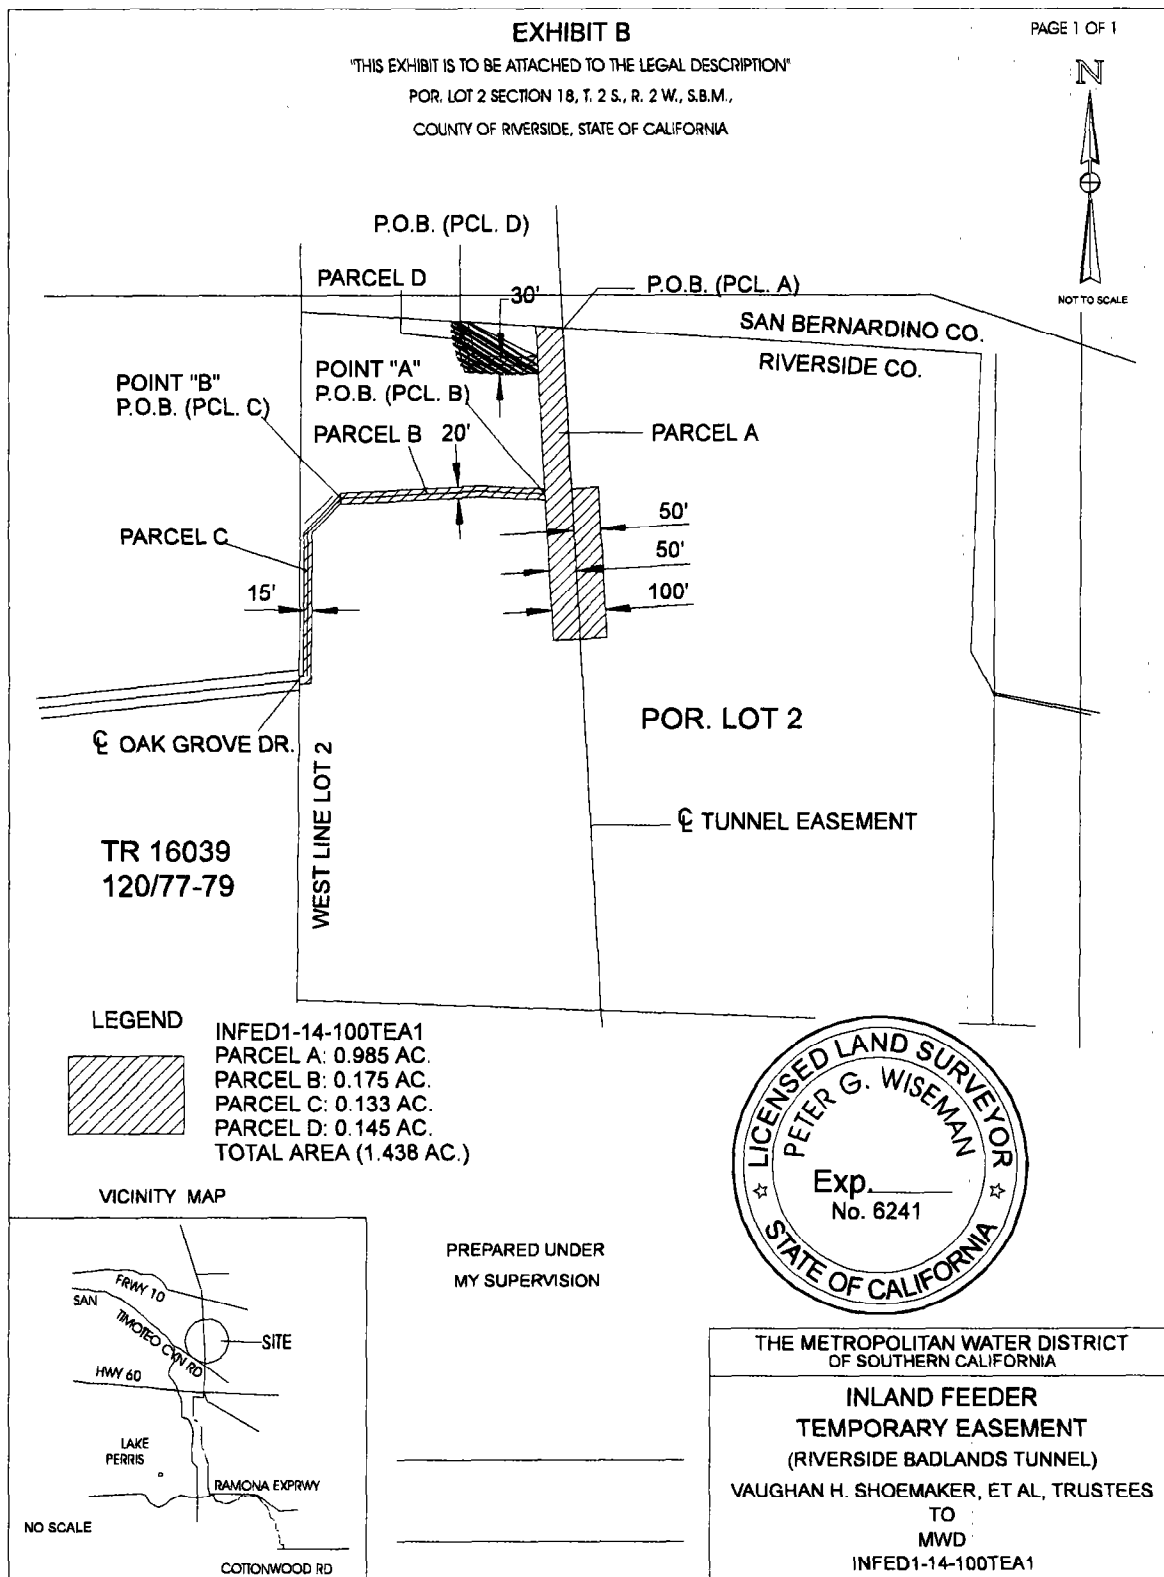 EXHIBIT B
PAGE 1 OF 1
"THIS EXHIBIT IS TO BE ATTACHED TO THE LEGAL DESCRIPTION"
POR. LOT 2 SECTION 18, T. 2 S., R. 2 W., S.B.M.,
COUNTY OF RIVERSIDE, STATE OF CALIFORNIA
N
NOT TO SCALE
P.O.B. (PCL. D)
PARCEL D
30'
P.O.B. (PCL. A)
SAN BERNARDINO CO.
RIVERSIDE CO.
POINT "B"
P.O.B. (PCL. C)
POINT "A"
P.O.B. (PCL. B)
PARCEL B 20'
PARCEL A
PARCEL C
50'
50'
100'
15'
POR. LOT 2
℄ OAK GROVE DR.
WEST LINE LOT 2
℄ TUNNEL EASEMENT
TR 16039
120/77-79
LEGEND
INFED1-14-100TEA1
PARCEL A: 0.985 AC.
PARCEL B: 0.175 AC.
PARCEL C: 0.133 AC.
PARCEL D: 0.145 AC.
TOTAL AREA (1.438 AC.)
LICENSED LAND SURVEYOR
PETER G. WISEMAN
Exp.
No. 6241
STATE OF CALIFORNIA
VICINITY MAP
FRWY 10
SAN
TIMOTEO CYN RD
SITE
HWY 60
LAKE
PERRIS
RAMONA EXPRWY
NO SCALE
COTTONWOOD RD
PREPARED UNDER
MY SUPERVISION
THE METROPOLITAN WATER DISTRICT
OF SOUTHERN CALIFORNIA
INLAND FEEDER
TEMPORARY EASEMENT
(RIVERSIDE BADLANDS TUNNEL)
VAUGHAN H. SHOEMAKER, ET AL, TRUSTEES
TO
MWD
INFED1-14-100TEA1